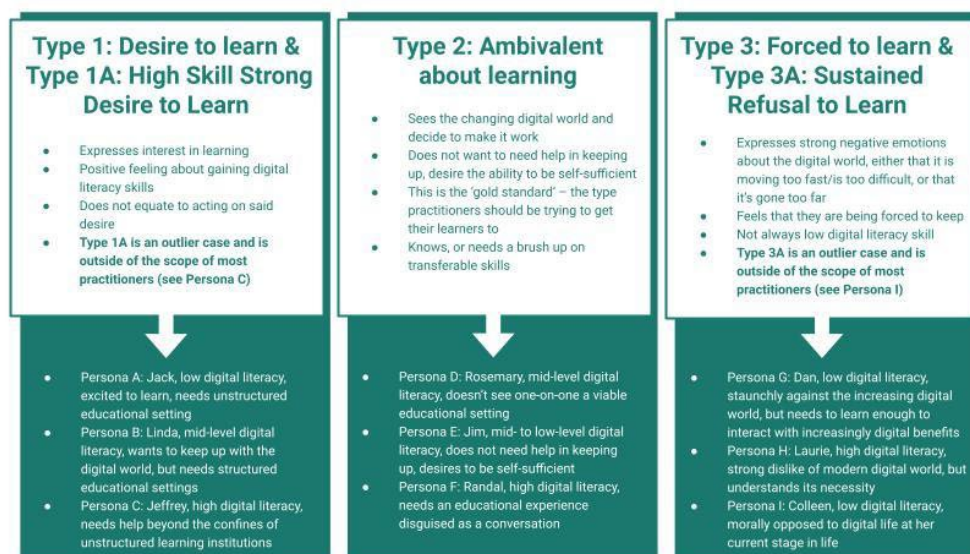 Type 1: Desire to learn &
Type 1A: High Skill Strong
Desire to Learn
● Expresses interest in learning
● Positive feeling about gaining digital
literacy skills
● Does not equate to acting on said
desire
● Type 1A is an outlier case and is
outside of the scope of most
practitioners (see Persona C)
● Persona A: Jack, low digital literacy,
excited to learn, needs unstructured
educational setting
● Persona B: Linda, mid-level digital
literacy, wants to keep up with the
digital world, but needs structured
educational settings
● Persona C: Jeffrey, high digital literacy,
needs help beyond the confines of
unstructured learning institutions
Type 2: Ambivalent
about learning
● Sees the changing digital world and
decide to make it work
● Does not want to need help in keeping
up, desire the ability to be self-sufficient
● This is the ‘gold standard’ – the type
practitioners should be trying to get
their learners to
● Knows, or needs a brush up on
transferable skills
● Persona D: Rosemary, mid-level digital
literacy, doesn’t see one-on-one a viable
educational setting
● Persona E: Jim, mid- to low-level digital
literacy, does not need help in keeping
up, desires to be self-sufficient
● Persona F: Randal, high digital literacy,
needs an educational experience
disguised as a conversation
Type 3: Forced to learn &
Type 3A: Sustained
Refusal to Learn
● Expresses strong negative emotions
about the digital world, either that it is
moving too fast/is too difficult, or that
it’s gone too far
● Feels that they are being forced to keep
● Not always low digital literacy skill
● Type 3A is an outlier case and is
outside of the scope of most
practitioners (see Persona I)
● Persona G: Dan, low digital literacy,
staunchly against the increasing digital
world, but needs to learn enough to
interact with increasingly digital benefits
● Persona H: Laurie, high digital literacy,
strong dislike of modern digital world, but
understands its necessity
● Persona I: Colleen, low digital literacy,
morally opposed to digital life at her
current stage in life